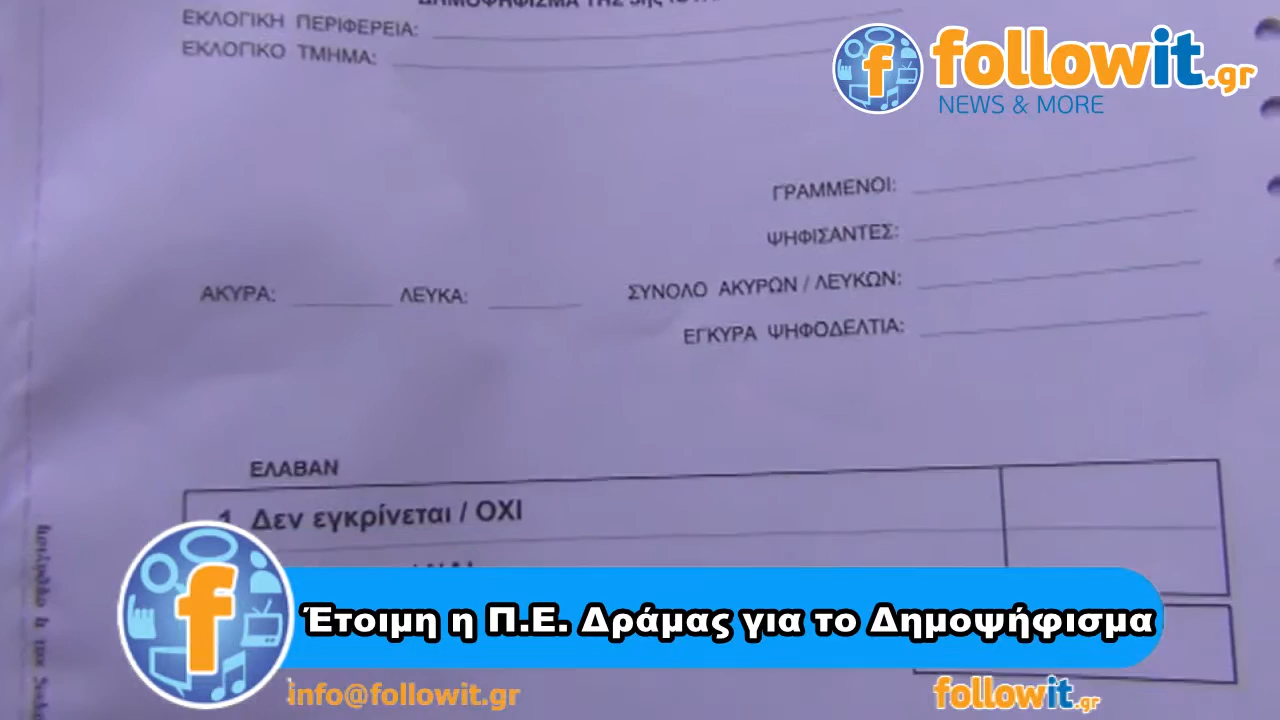 ΔΗΜΟΨΗΦΙΣΜΑ ΤΗΣ 5ης
ΕΚΛΟΓΙΚΗ ΠΕΡΙΦΕΡΕΙΑ:
ΕΚΛΟΓΙΚΟ ΤΜΗΜΑ:
followit.gr
NEWS & MORE
ΓΡΑΜΜΕΝΟΙ:
ΨΗΦΙΣΑΝΤΕΣ:
ΑΚΥΡΑ: ΛΕΥΚΑ: ΣΥΝΟΛΟ ΑΚΥΡΩΝ / ΛΕΥΚΩΝ:
ΕΓΚΥΡΑ ΨΗΦΟΔΕΛΤΙΑ:
ΕΛΑΒΑΝ
1. Δεν εγκρίνεται / ΟΧΙ
Έτοιμη η Π.Ε. Δράμας για το Δημοψήφισμα
info@followit.gr
followit.gr